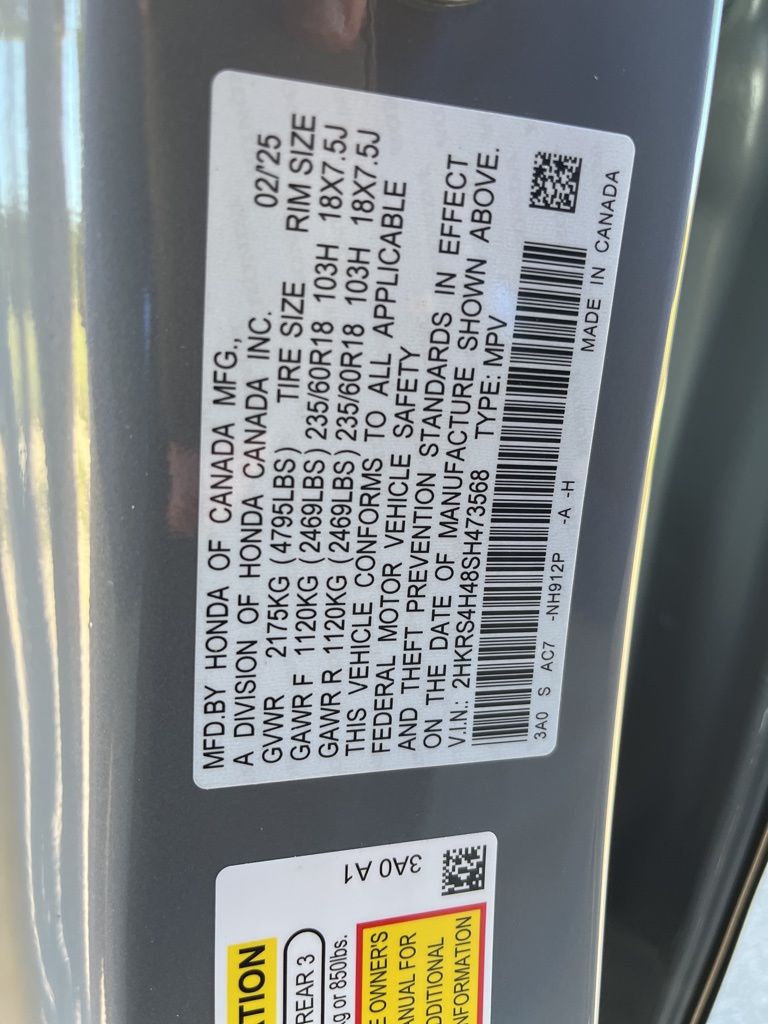 MFD.BY HONDA OF CANADA MFG.,
A DIVISION OF HONDA CANADA INC. 02/'25
GVWR 2175KG (4795LBS) TIRE SIZE RIM SIZE
GAWR F 1120KG (2469LBS) 235/60R18 103H 18X7.5J
GAWR R 1120KG (2469LBS) 235/60R18 103H 18X7.5J
THIS VEHICLE CONFORMS TO ALL APPLICABLE
FEDERAL MOTOR VEHICLE SAFETY
AND THEFT PREVENTION STANDARDS IN EFFECT
ON THE DATE OF MANUFACTURE SHOWN ABOVE.
V.I.N.: 2HKRS4H48SH473568 TYPE: MPV
3A0 S AC7 -NH912P -A -H
MADE IN CANADA
3A0 A1
REAR 3
or 850lbs.
OWNER'S
FOR